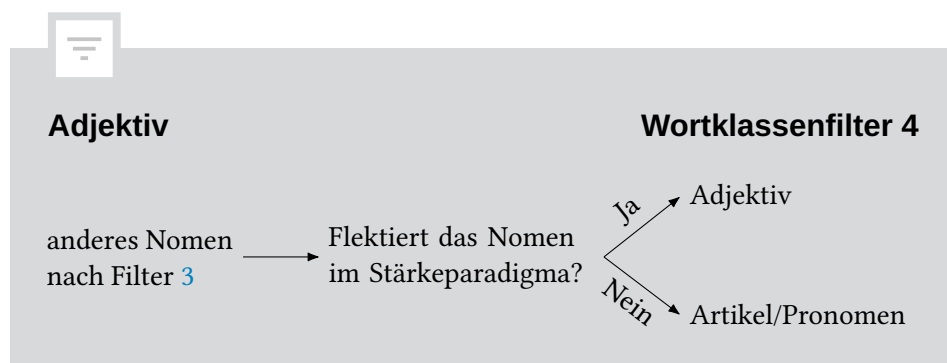 Adjektiv
Wortklassenfilter 4
anderes Nomen
nach Filter 3
Flektiert das Nomen
im Stärkeparadigma?
Ja
Adjektiv
Nein
Artikel/Pronomen